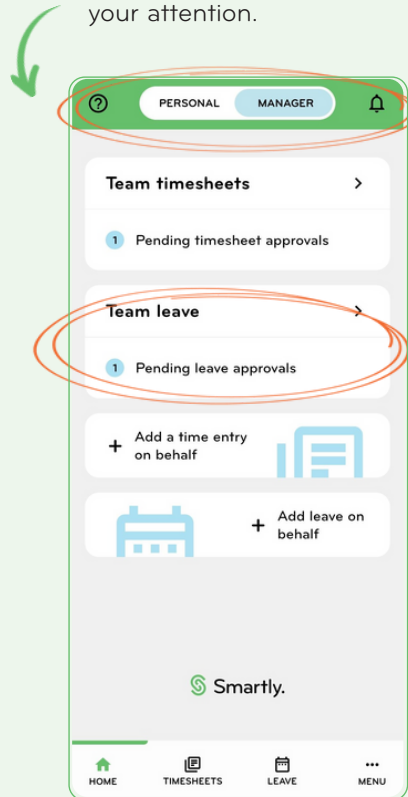 your attention.
PERSONAL MANAGER
Team timesheets
1 Pending timesheet approvals
Team leave
1 Pending leave approvals
+ Add a time entry
on behalf
+ Add leave on
behalf
Smartly.
HOME TIMESHEETS LEAVE MENU